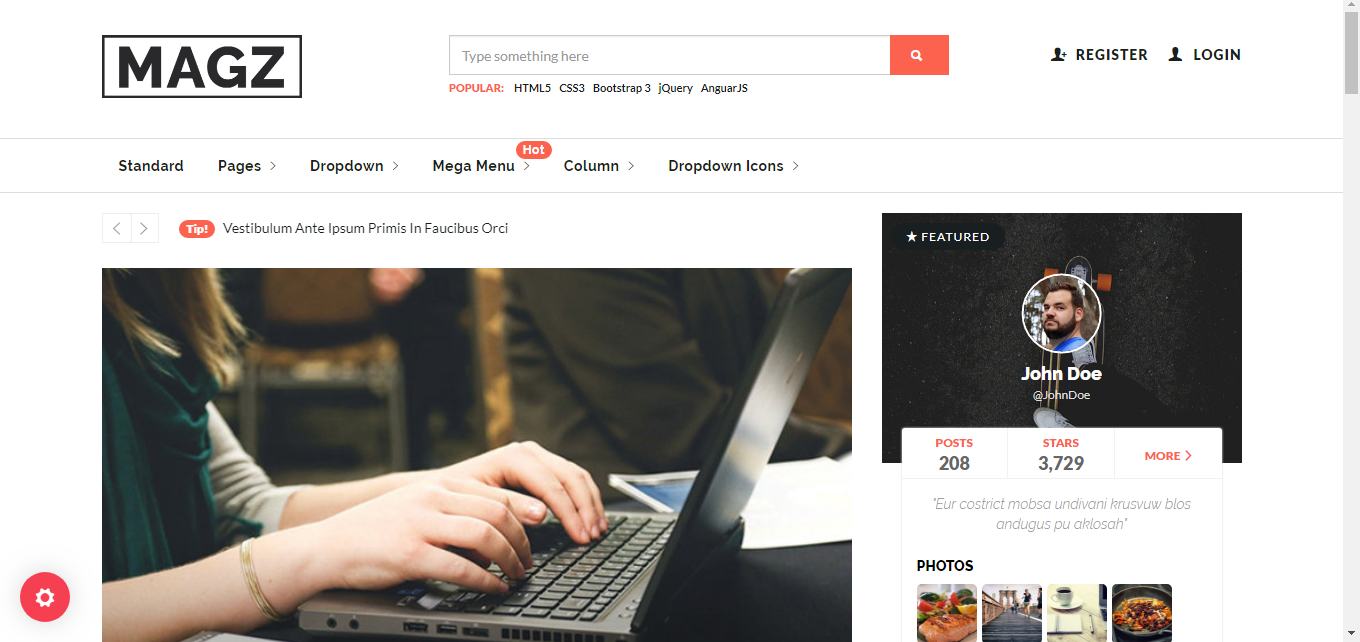 MAGZ
Type something here
POPULAR: HTML5 CSS3 Bootstrap 3 jQuery AnguarJS
REGISTER LOGIN
Standard Pages Dropdown Mega Menu Hot Column Dropdown Icons
Tip! Vestibulum Ante Ipsum Primis In Faucibus Orci
FEATURED
John Doe
@JohnDoe
POSTS STARS MORE
208 3,729
"Eur costrict mobsa undivani krusvuw blos
andugus pu aklosah"
PHOTOS